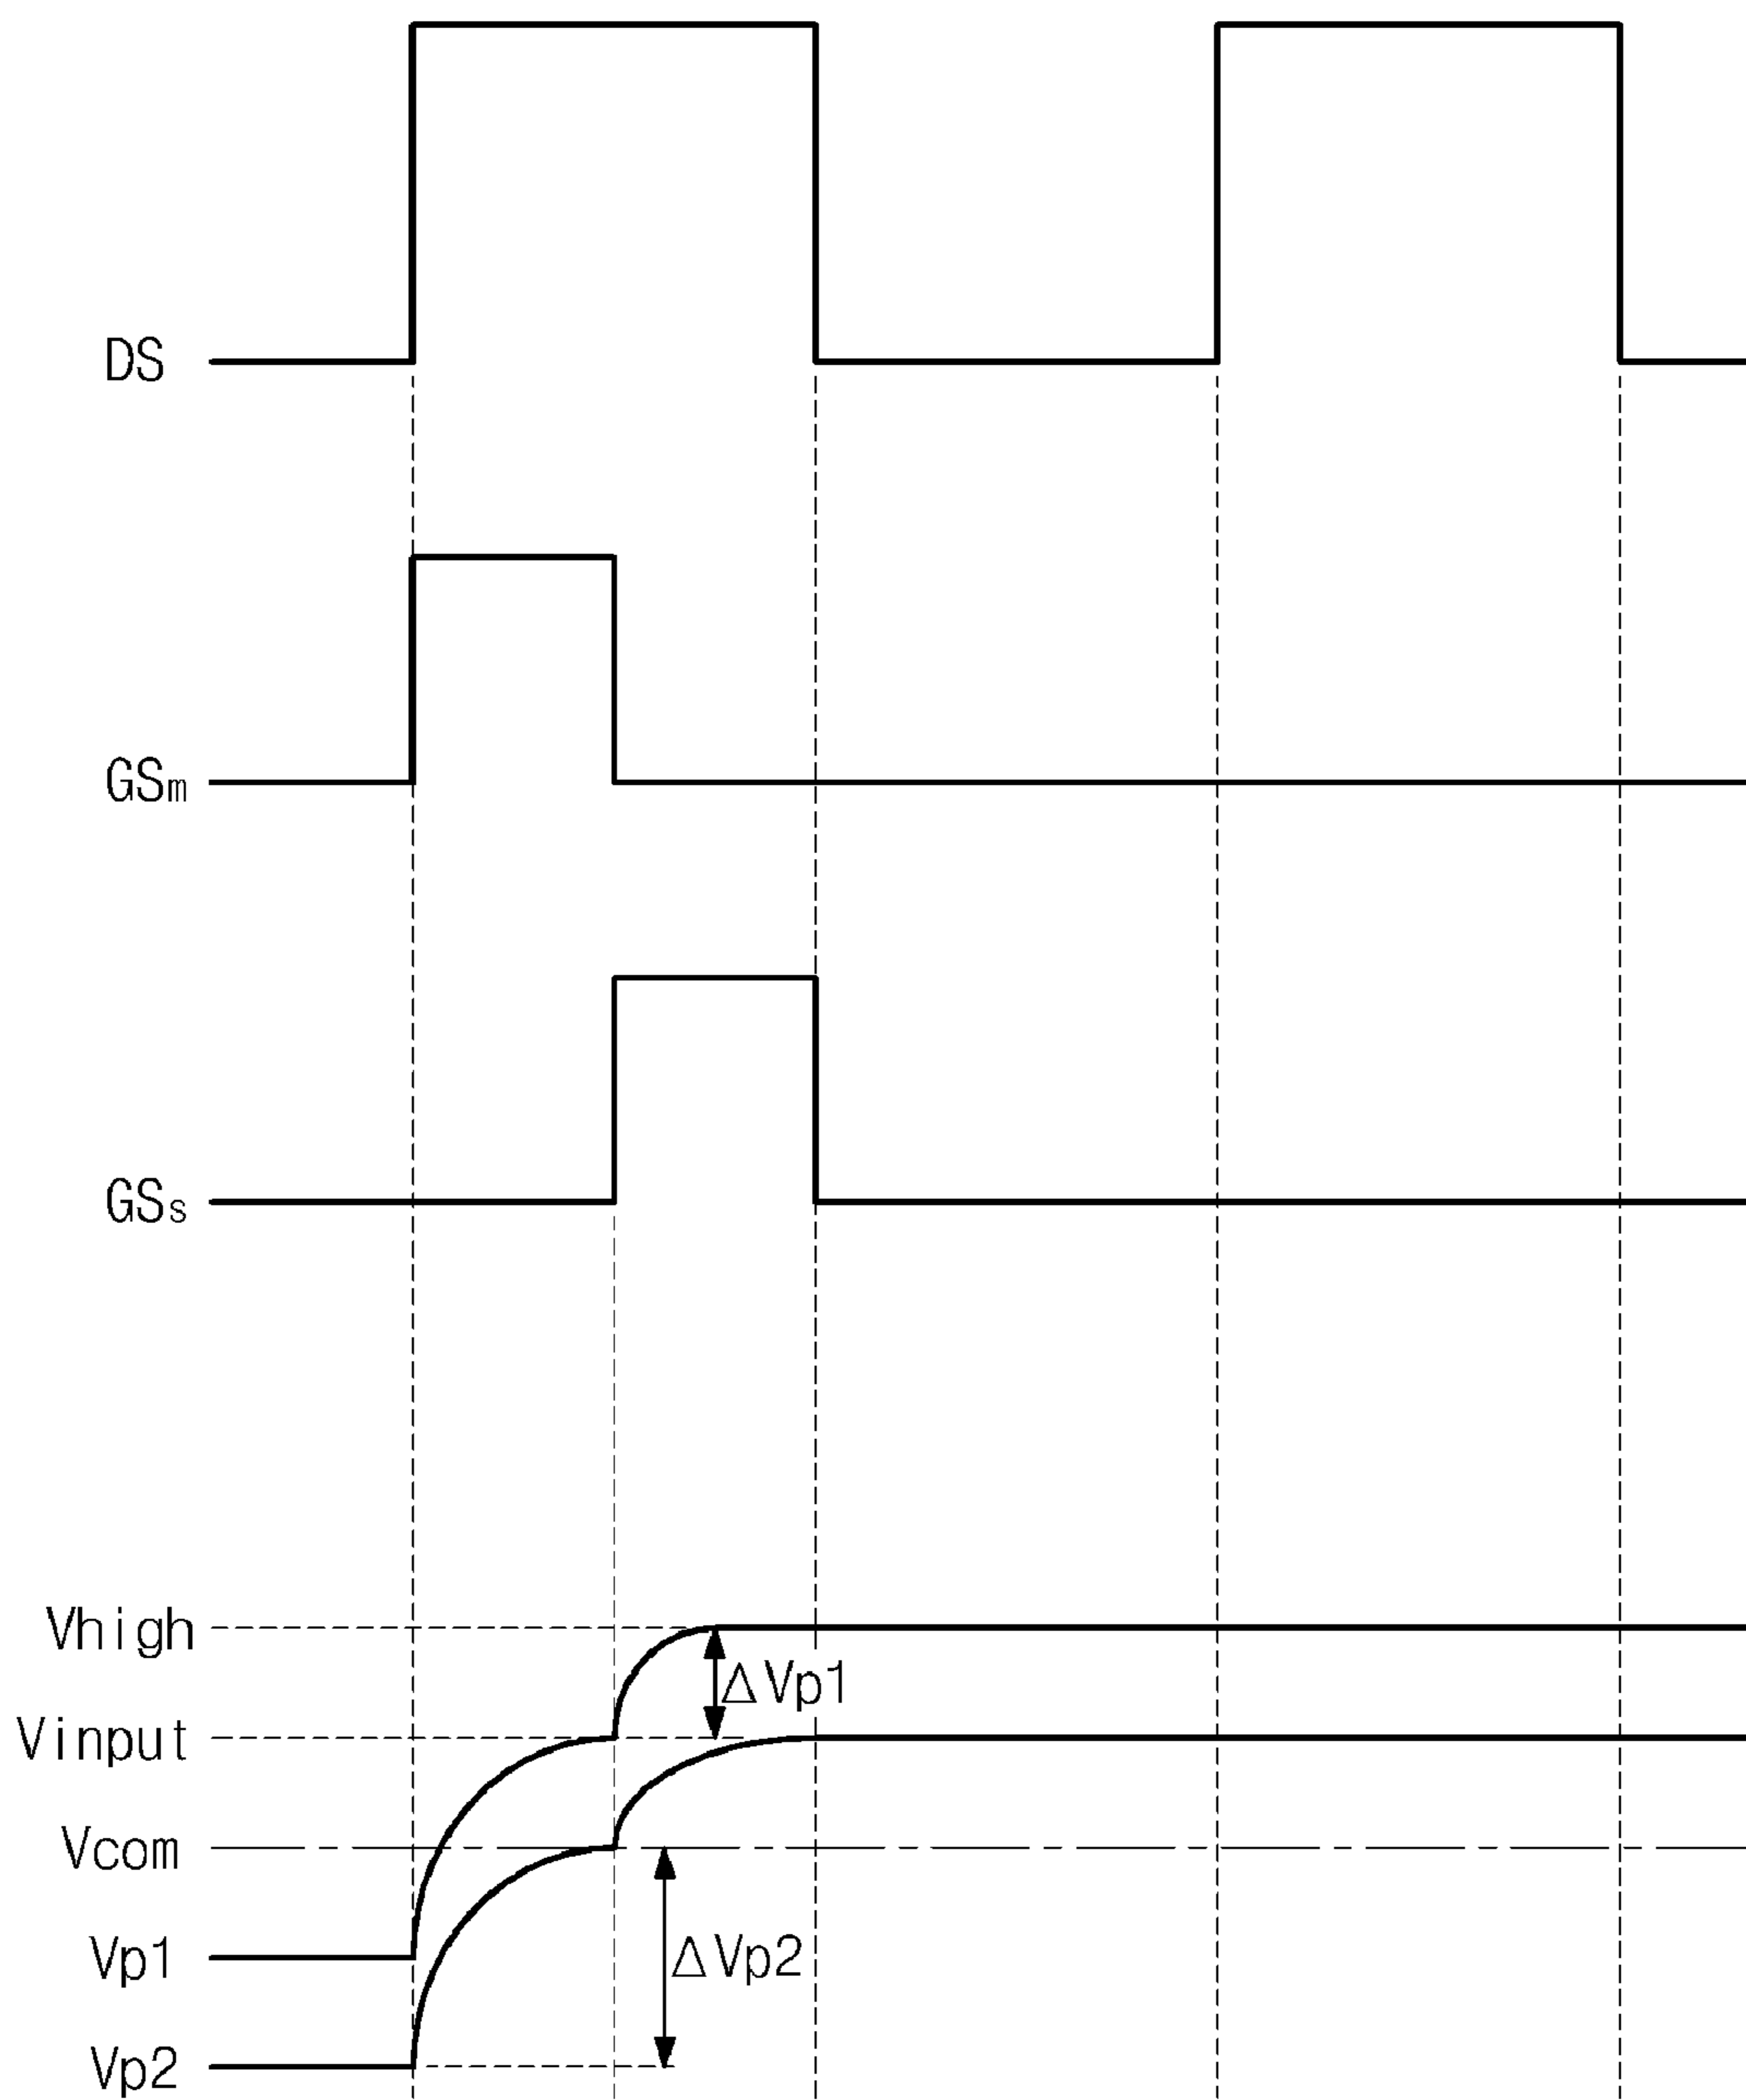 DS
GSm
GSs
Vhigh
ΔVp1
Vinput
Vcom
Vp1
ΔVp2
Vp2